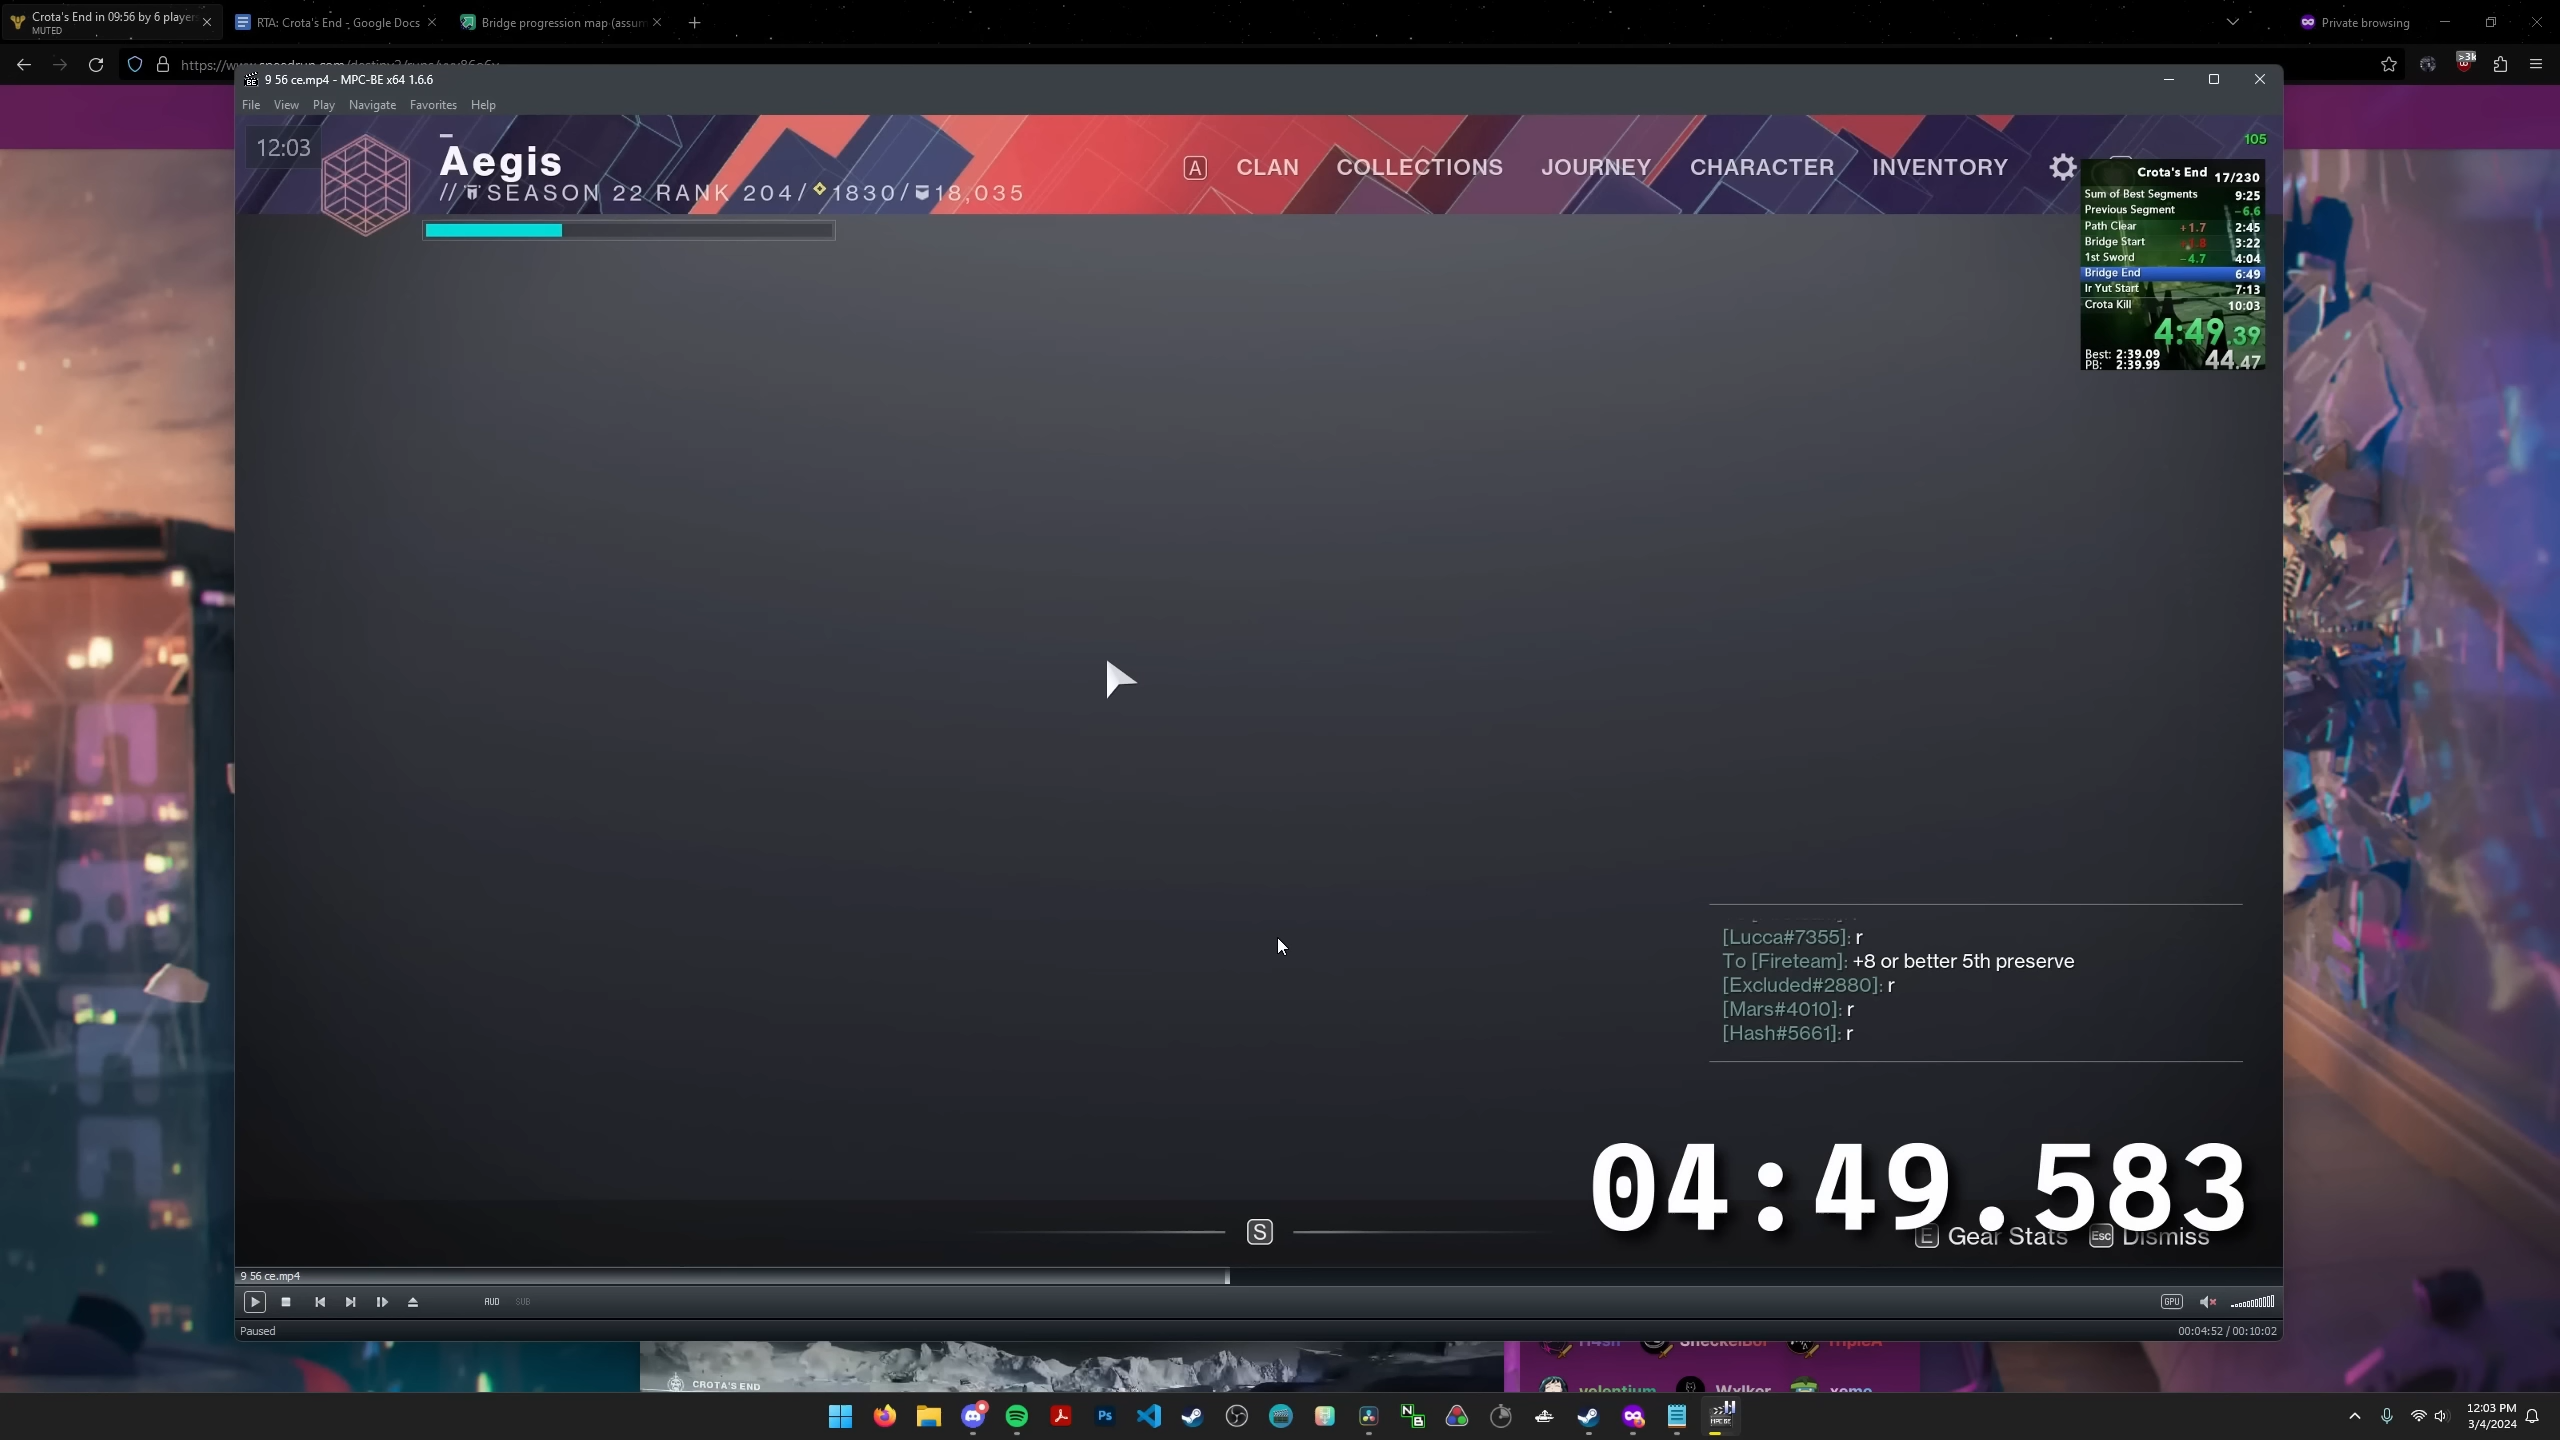 Crota's End in 09:56 by 6 player
MUTED
RTA: Crota's End - Google Docs
Bridge progression map (assum
Private browsing
>3k
9 56 ce.mp4 - MPC-BE x64 1.6.6
File View Play Navigate Favorites Help
12:03
Aegis
// SEASON 22 RANK 204/ 1830/ 18,035
A CLAN COLLECTIONS JOURNEY CHARACTER INVENTORY
105
Crota's End 17/230
Sum of Best Segments 9:25
Previous Segment -6.6
Path Clear +1.7 2:45
Bridge Start 3:22
1st Sword -4.7 4:04
Bridge End 6:49
Ir Yut Start 7:13
Crota Kill 10:03
4:49.39
Best: 2:39.09
PB: 2:39.99
44.47
[Lucca#7355]: r
To [Fireteam]: +8 or better 5th preserve
[Excluded#2880]: r
[Mars#4010]: r
[Hash#5661]: r
04:49.583
S
E Gear Stats Esc Dismiss
9 56 ce.mp4
AUD SUB
GPU
Paused
00:04:52 / 00:10:02
CROTA'S END
12:03 PM
3/4/2024